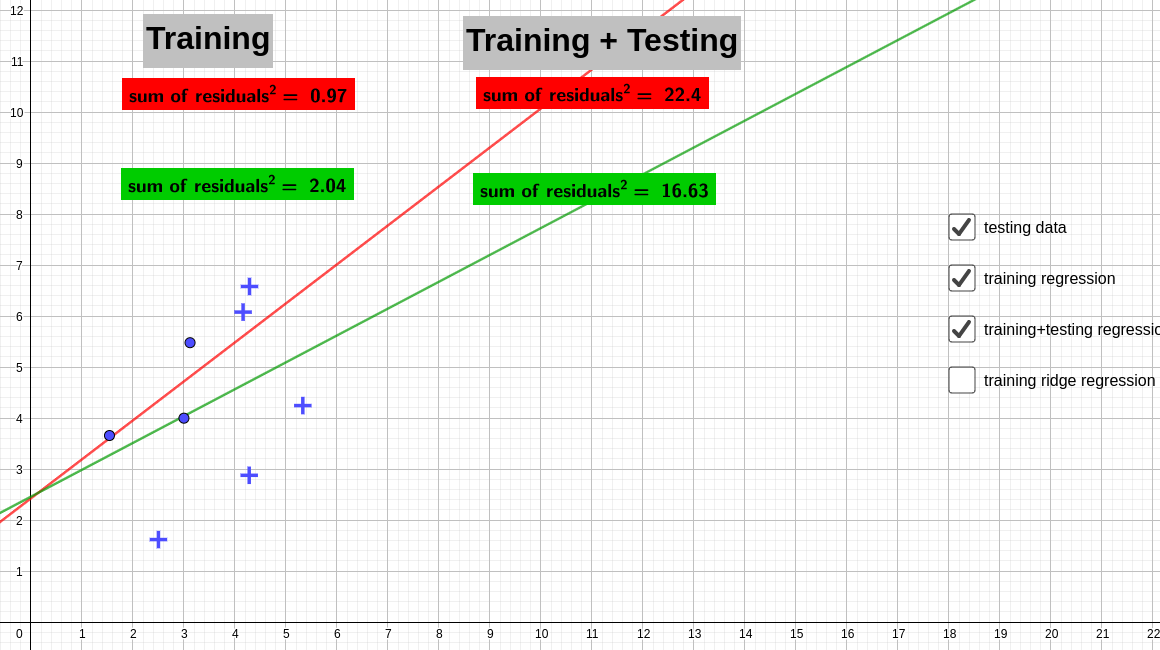 12
Training
Training + Testing
11
sum of residuals² = 0.97
sum of residuals² = 22.4
10
9
sum of residuals² = 2.04
sum of residuals² = 16.63
8
testing data
7
training regression
6
training+testing regressio
5
training ridge regression
4
3
2
1
0 1 2 3 4 5 6 7 8 9 10 11 12 13 14 15 16 17 18 19 20 21 22